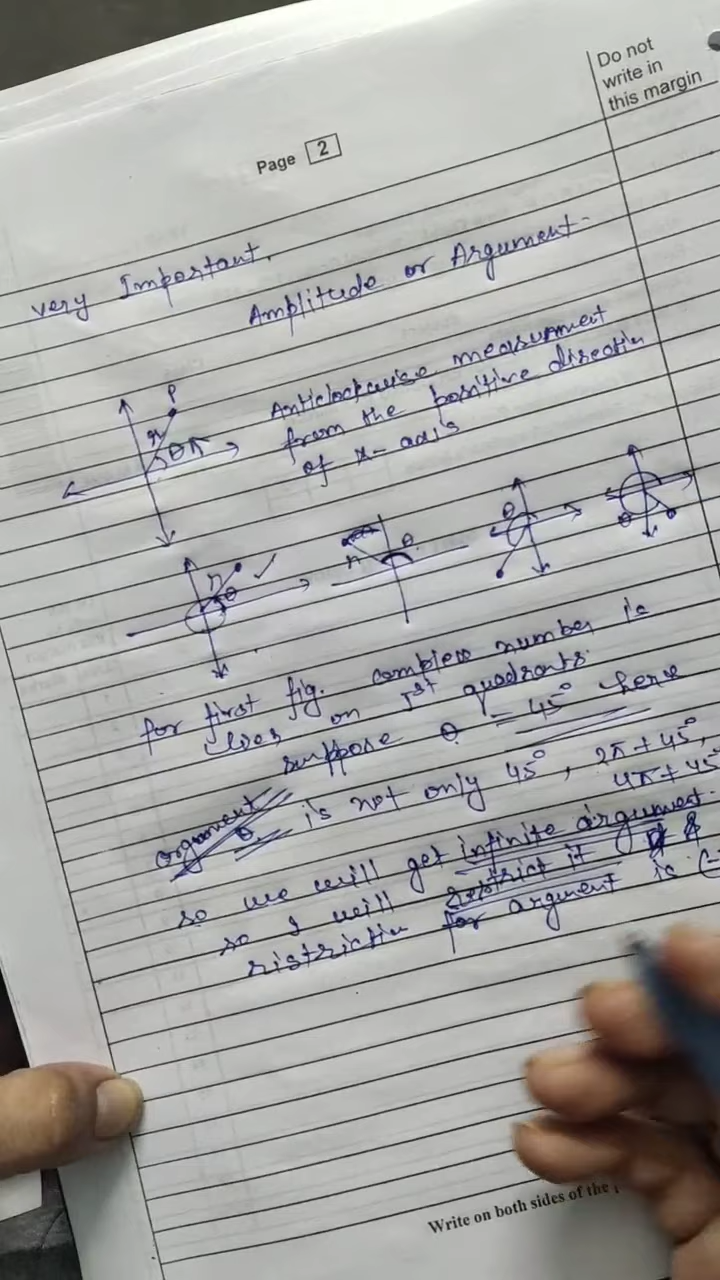 Do not
write in
this margin
Page 2
very Important.
Amplitude or Argument-
P
r
θ
Anticlockwise measurment
from the positive direction
of x-axis
r
θ
r
θ
θ
θ
for first fig. complex number is
lies on Ist quadrants.
suppose θ = 45° here
argument
θ is not only 45°, 2π+45°,
4π+45°
so we will get infinite argument.
so I will restrict it
ristriction for argument is (-
Write on both sides of the